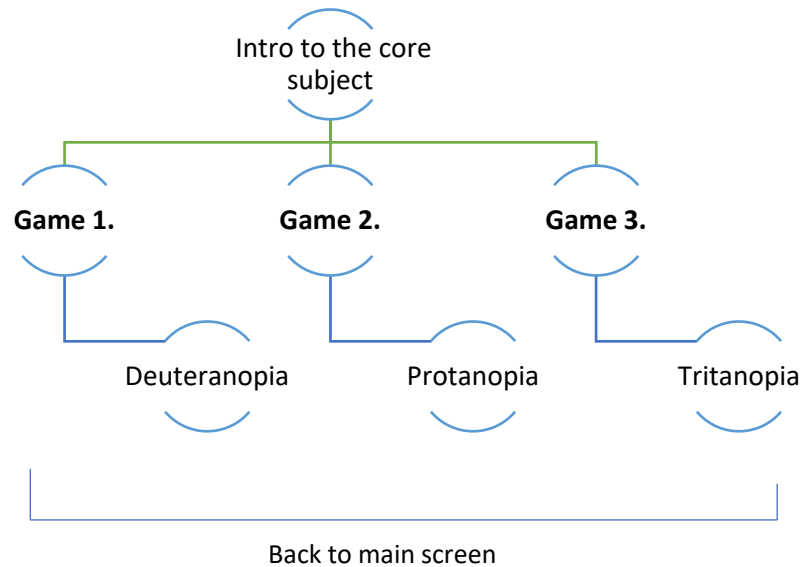 Intro to the core
subject
Game 1.
Game 2.
Game 3.
Deuteranopia
Protanopia
Tritanopia
Back to main screen